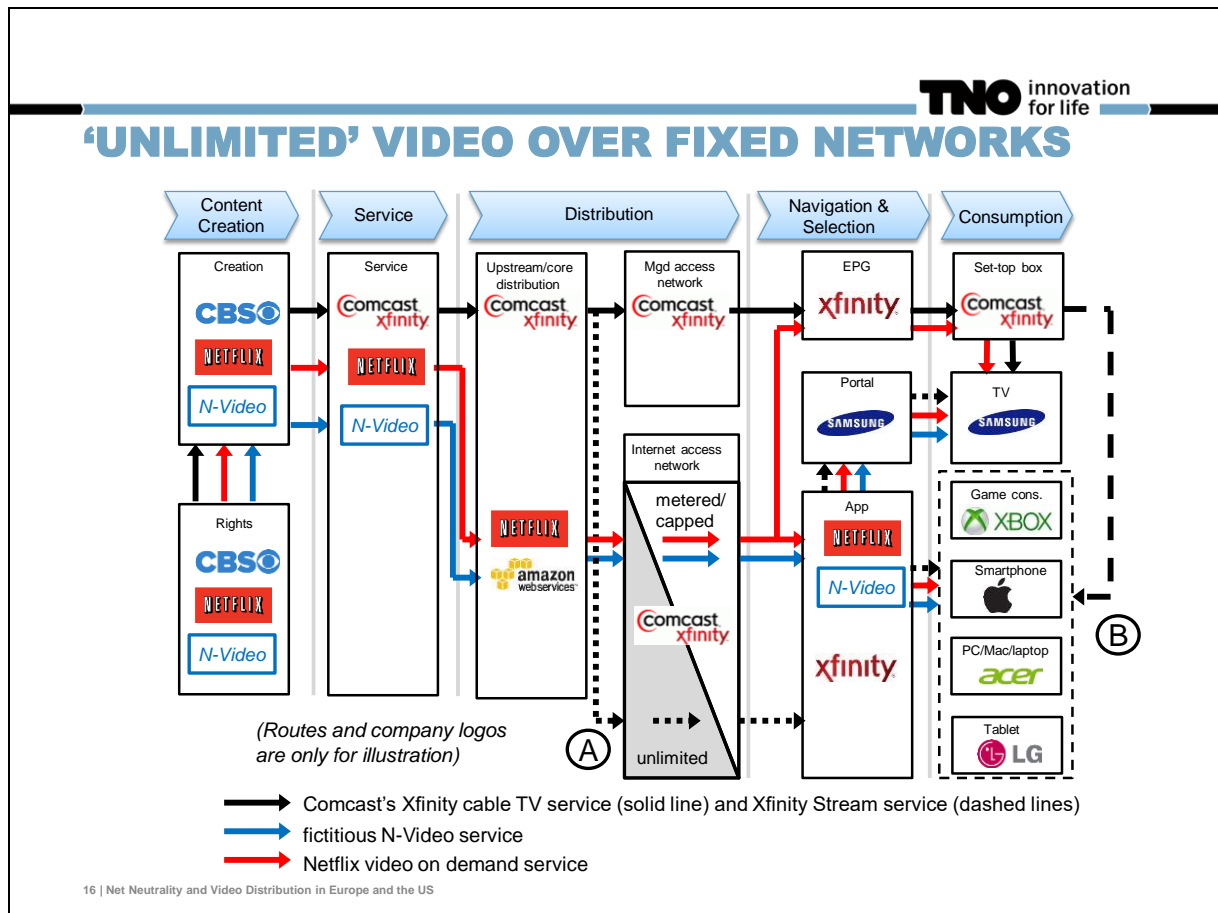 TNO innovation
for life
‘UNLIMITED’ VIDEO OVER FIXED NETWORKS
Content
Creation
Service
Distribution
Navigation &
Selection
Consumption
Creation
CBS
NETFLIX
N-Video
Rights
CBS
NETFLIX
N-Video
Service
Comcast
xfinity
NETFLIX
N-Video
Upstream/core
distribution
Comcast
xfinity
NETFLIX
amazon
webservices™
Mgd access
network
Comcast
xfinity
Internet access
network
metered/
capped
Comcast
xfinity
unlimited
EPG
xfinity
Portal
SAMSUNG
App
NETFLIX
N-Video
xfinity
Set-top box
Comcast
xfinity
TV
SAMSUNG
Game cons.
XBOX
Smartphone
PC/Mac/laptop
acer
Tablet
LG
A
B
(Routes and company logos
are only for illustration)
Comcast's Xfinity cable TV service (solid line) and Xfinity Stream service (dashed lines)
fictitious N-Video service
Netflix video on demand service
16 | Net Neutrality and Video Distribution in Europe and the US